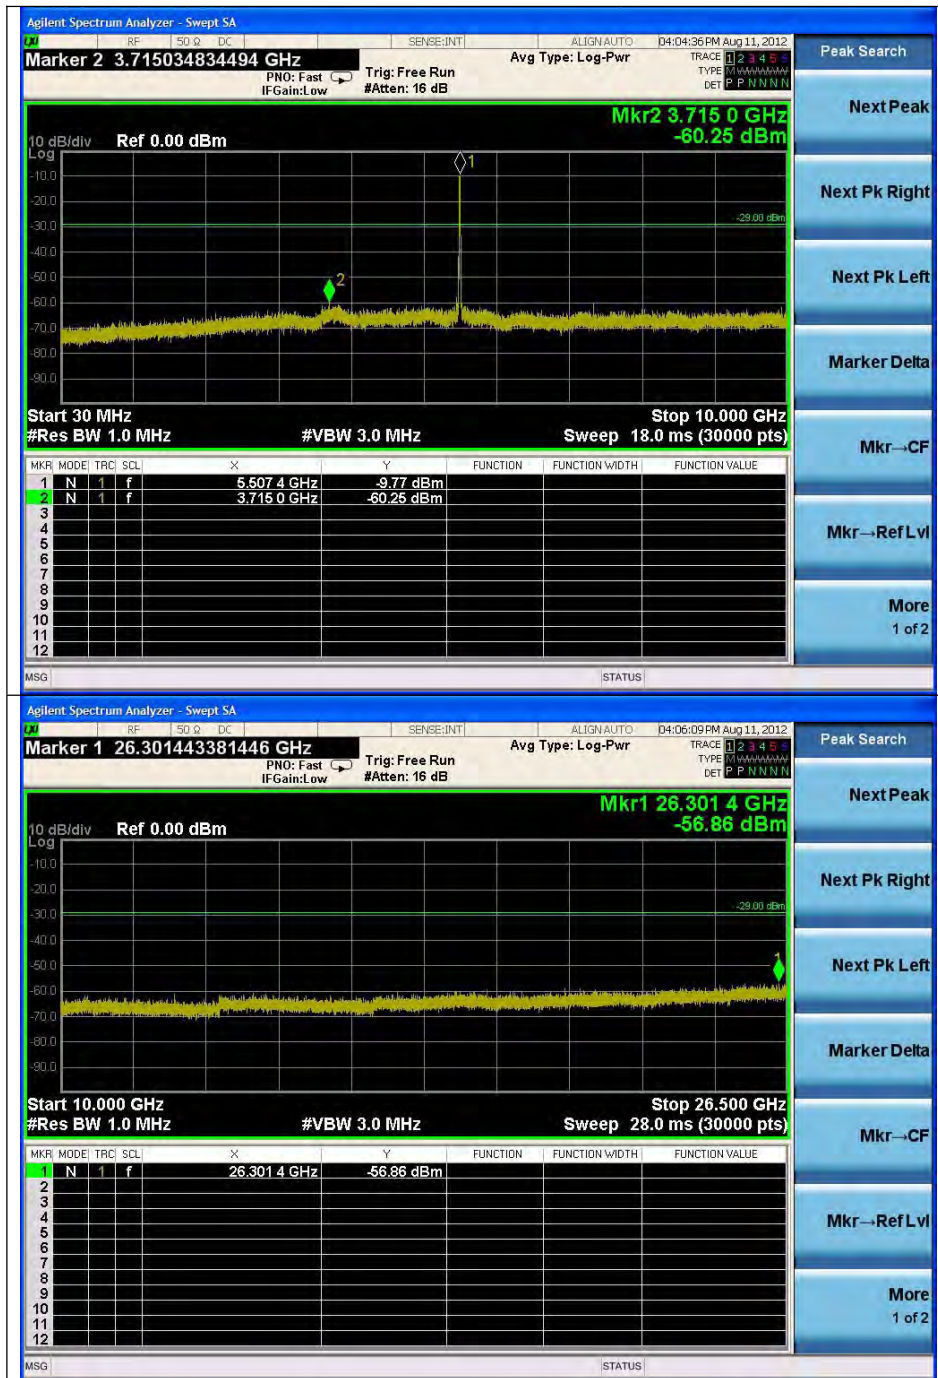 Agilent Spectrum Analyzer - Swept SA
LXI RF 50 Ω DC SENSE:INT ALIGNAUTO 04:04:36 PM Aug 11, 2012
Marker 2 3.715034834494 GHz
PNO: Fast
IFGain:Low
Trig: Free Run
#Atten: 16 dB
Avg Type: Log-Pwr
TRACE 1 2 3 4 5 6
TYPE M W W W W W
DET P P N N N N
Peak Search
Next Peak
Next Pk Right
Next Pk Left
Marker Delta
Mkr→CF
Mkr→Ref Lvl
More
1 of 2
Mkr2 3.715 0 GHz
-60.25 dBm
10 dB/div Ref 0.00 dBm
Log
-10.0
-20.0
-30.0
-40.0
-50.0
-60.0
-70.0
-80.0
-90.0
1
-29.00 dBm
2
Start 30 MHz Stop 10.000 GHz
#Res BW 1.0 MHz #VBW 3.0 MHz Sweep 18.0 ms (30000 pts)
MKR MODE TRC SCL X Y FUNCTION FUNCTION WIDTH FUNCTION VALUE
1 N 1 f 5.507 4 GHz -9.77 dBm
2 N 1 f 3.715 0 GHz -60.25 dBm
3
4
5
6
7
8
9
10
11
12
MSG STATUS
Agilent Spectrum Analyzer - Swept SA
LXI RF 50 Ω DC SENSE:INT ALIGNAUTO 04:06:09 PM Aug 11, 2012
Marker 1 26.301443381446 GHz
PNO: Fast
IFGain:Low
Trig: Free Run
#Atten: 16 dB
Avg Type: Log-Pwr
TRACE 1 2 3 4 5 6
TYPE M W W W W W
DET P P N N N N
Peak Search
Next Peak
Next Pk Right
Next Pk Left
Marker Delta
Mkr→CF
Mkr→Ref Lvl
More
1 of 2
Mkr1 26.301 4 GHz
-56.86 dBm
10 dB/div Ref 0.00 dBm
Log
-10.0
-20.0
-30.0
-40.0
-50.0
-60.0
-70.0
-80.0
-90.0
-29.00 dBm
1
Start 10.000 GHz Stop 26.500 GHz
#Res BW 1.0 MHz #VBW 3.0 MHz Sweep 28.0 ms (30000 pts)
MKR MODE TRC SCL X Y FUNCTION FUNCTION WIDTH FUNCTION VALUE
1 N 1 f 26.301 4 GHz -56.86 dBm
2
3
4
5
6
7
8
9
10
11
12
MSG STATUS